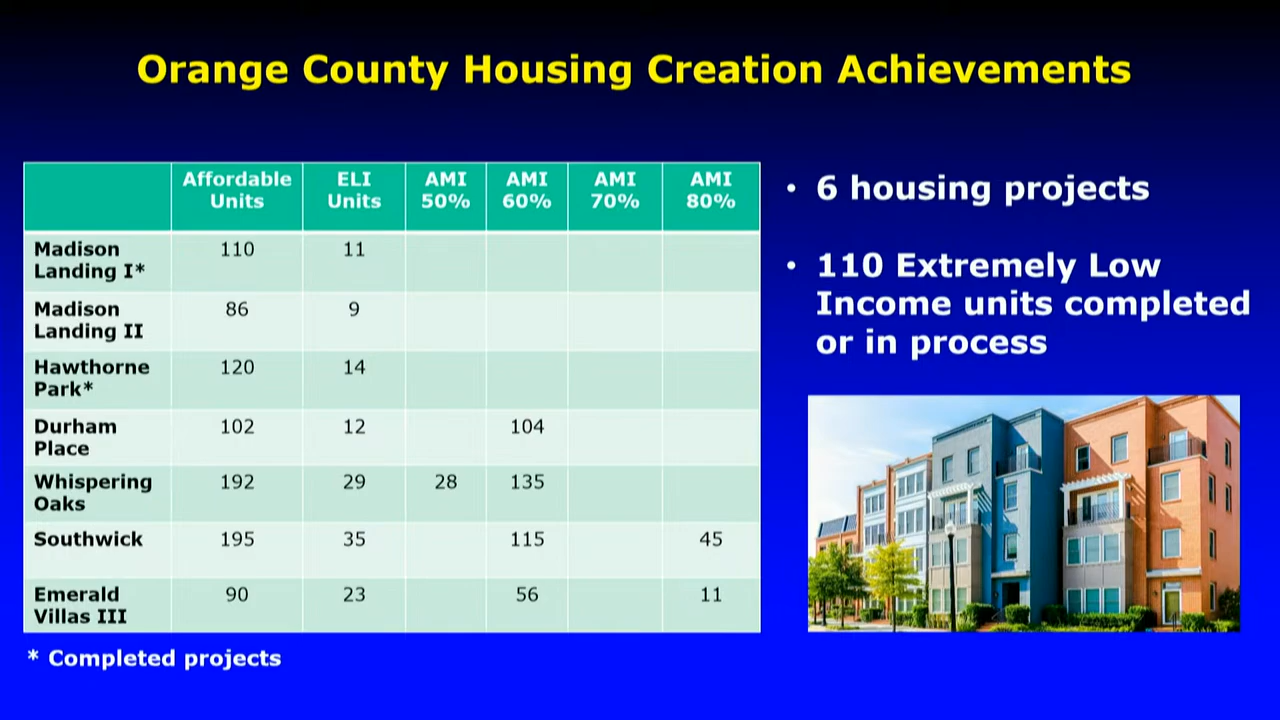 Orange County Housing Creation Achievements
Affordable Units ELI Units AMI 50% AMI 60% AMI 70% AMI 80%
Madison Landing I* 110 11
Madison Landing II 86 9
Hawthorne Park* 120 14
Durham Place 102 12 104
Whispering Oaks 192 29 28 135
Southwick 195 35 115 45
Emerald Villas III 90 23 56 11
* Completed projects
• 6 housing projects
• 110 Extremely Low
Income units completed
or in process